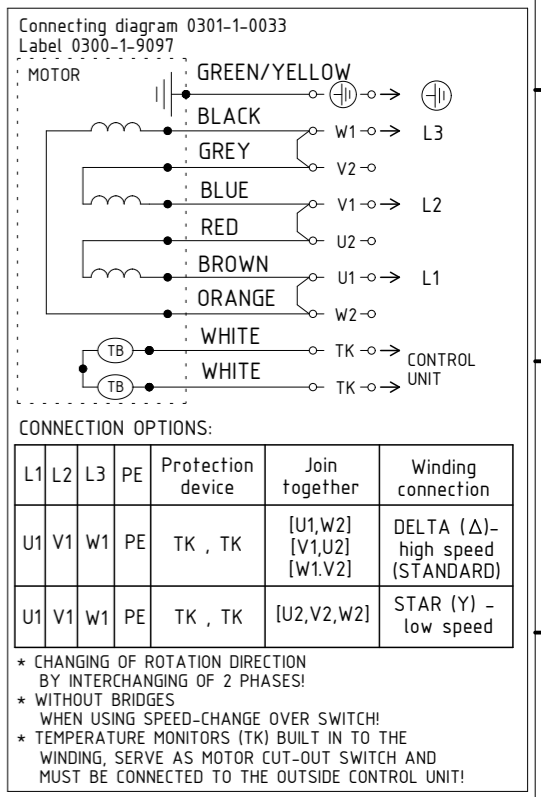 Connecting diagram 0301-1-0033
Label 0300-1-9097
MOTOR
GREEN/YELLOW
BLACK
W1
L3
GREY
V2
BLUE
V1
L2
RED
U2
BROWN
U1
L1
ORANGE
W2
WHITE
TB
TK
CONTROL
UNIT
WHITE
TB
TK
CONNECTION OPTIONS:
L1 L2 L3 PE Protection device Join together Winding connection
U1 V1 W1 PE TK , TK [U1,W2] [V1,U2] [W1.V2] DELTA (Δ)- high speed (STANDARD)
U1 V1 W1 PE TK , TK [U2,V2,W2] STAR (Y) - low speed
* CHANGING OF ROTATION DIRECTION
BY INTERCHANGING OF 2 PHASES!
* WITHOUT BRIDGES
WHEN USING SPEED-CHANGE OVER SWITCH!
* TEMPERATURE MONITORS (TK) BUILT IN TO THE
WINDING, SERVE AS MOTOR CUT-OUT SWITCH AND
MUST BE CONNECTED TO THE OUTSIDE CONTROL UNIT!